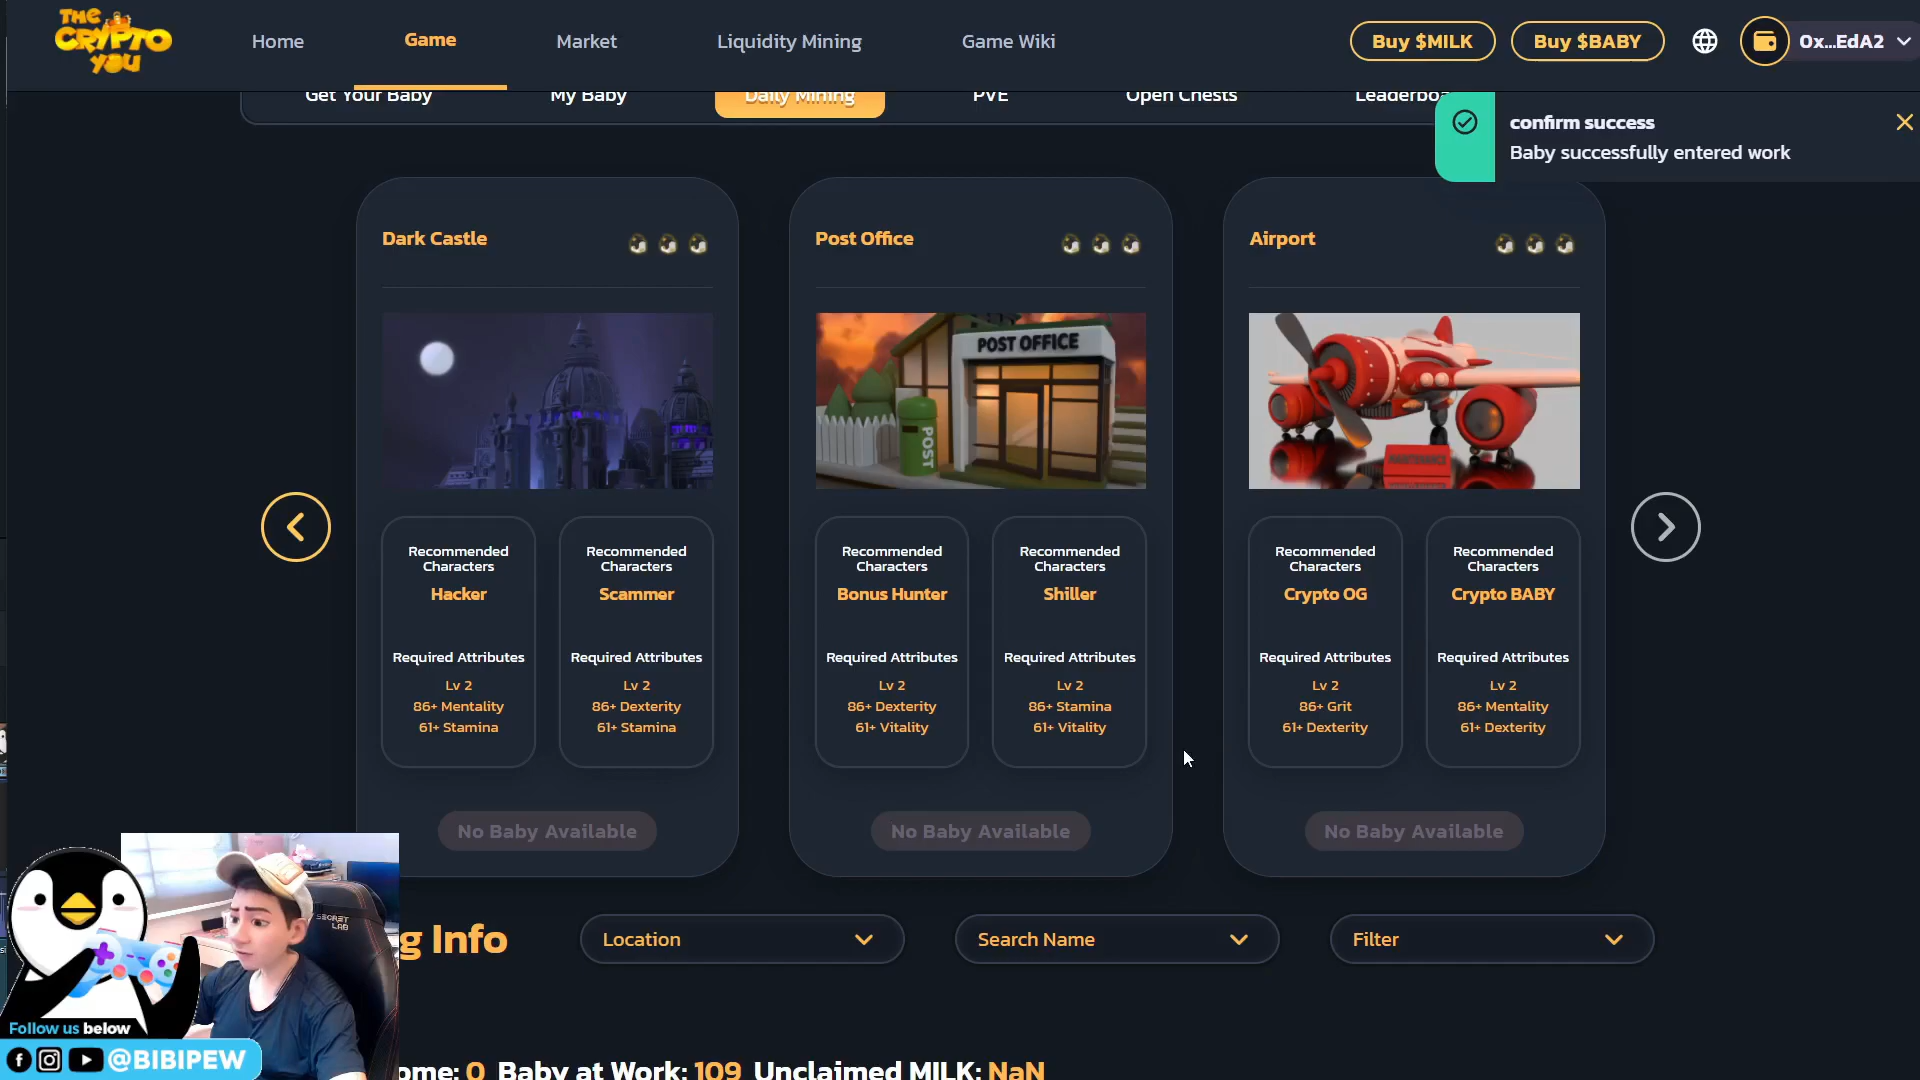 THE
CRYPTO
YOU
Home
Game
Market
Liquidity Mining
Game Wiki
Buy $MILK
Buy $BABY
0x...EdA2
Get Your Baby
My Baby
Daily Mining
PVE
Open Chests
confirm success
Baby successfully entered work
Dark Castle
Post Office
Airport
POST OFFICE
POST
Recommended
Characters
Hacker
Required Attributes
Lv 2
86+ Mentality
61+ Stamina
Recommended
Characters
Scammer
Required Attributes
Lv 2
86+ Dexterity
61+ Stamina
Recommended
Characters
Bonus Hunter
Required Attributes
Lv 2
86+ Dexterity
61+ Vitality
Recommended
Characters
Shiller
Required Attributes
Lv 2
86+ Stamina
61+ Vitality
Recommended
Characters
Crypto OG
Required Attributes
Lv 2
86+ Grit
61+ Dexterity
Recommended
Characters
Crypto BABY
Required Attributes
Lv 2
86+ Mentality
61+ Dexterity
No Baby Available
No Baby Available
No Baby Available
SECRET
LAB
g Info
Location
Search Name
Filter
Follow us below
@BIBIPEW
ome: 0 Baby at Work: 109 Unclaimed MILK: NaN